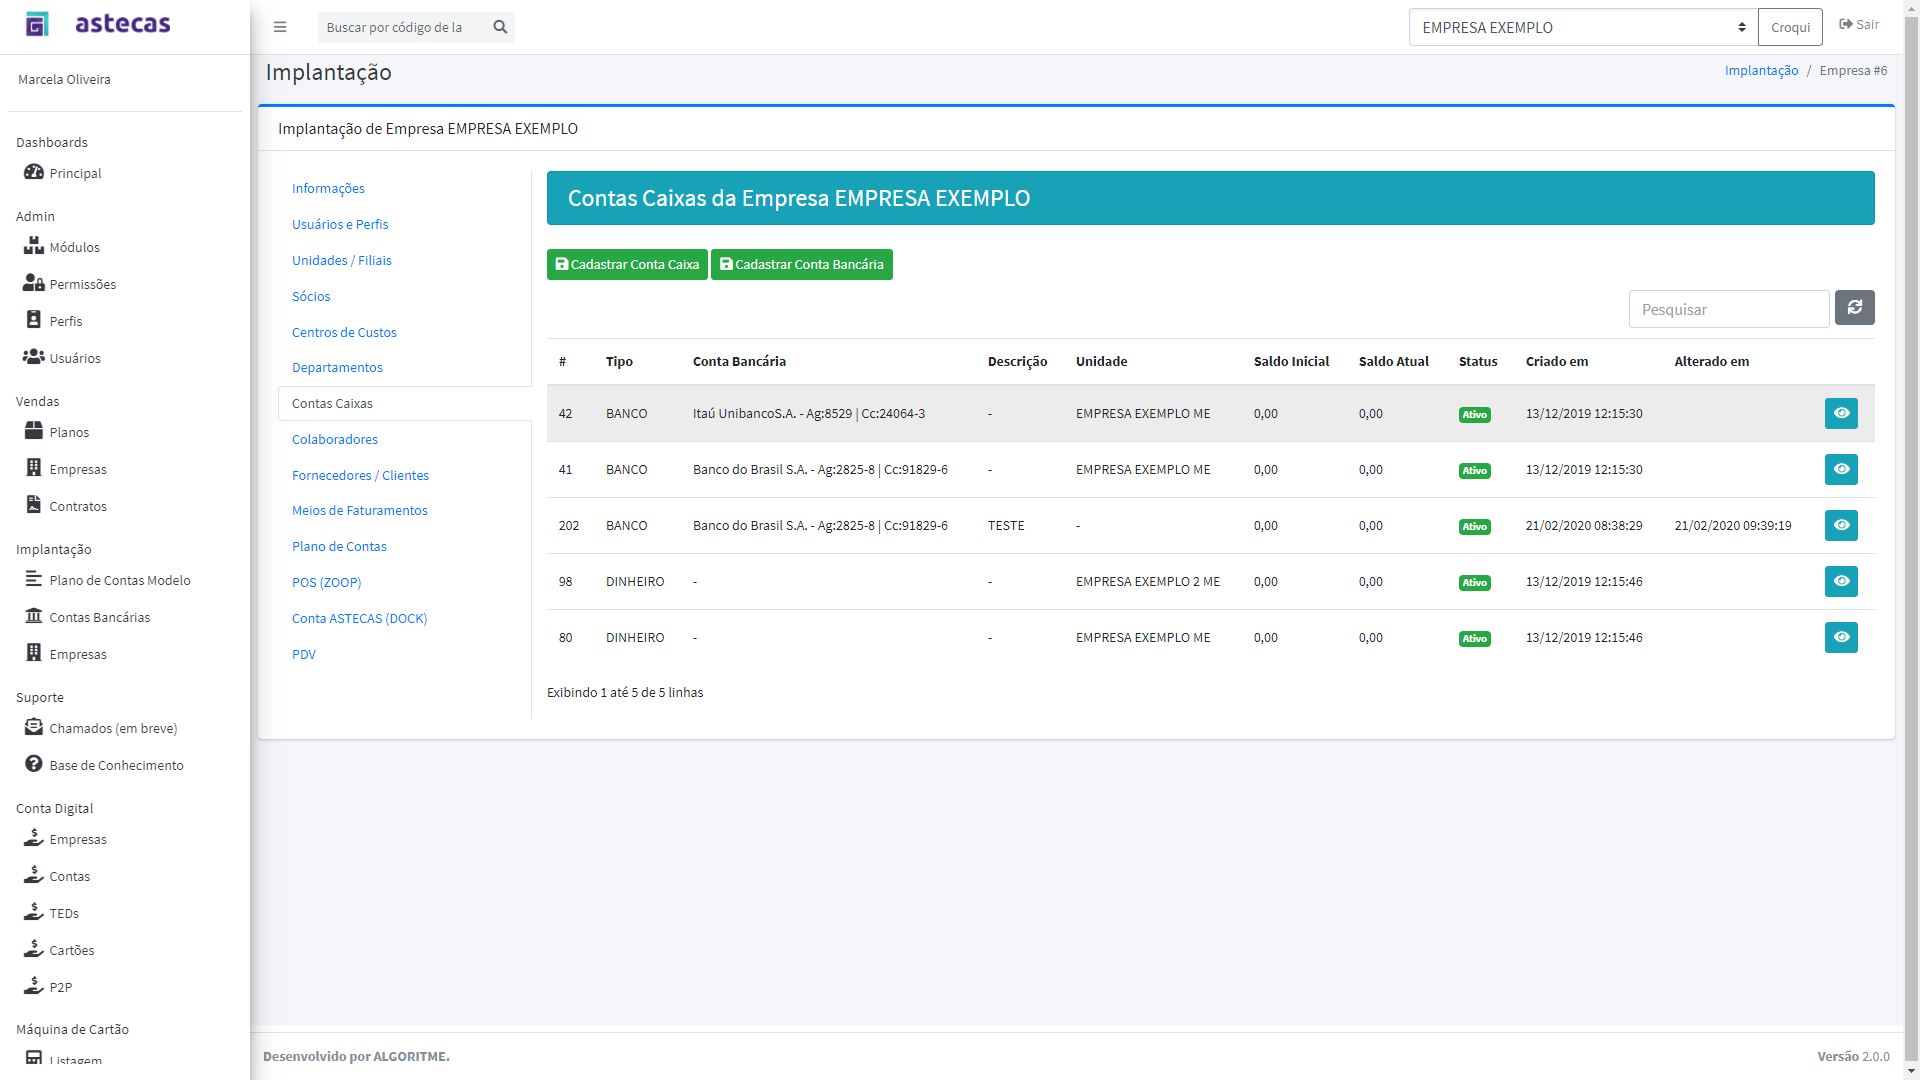 astecas
Buscar por código de la
EMPRESA EXEMPLO
Croqui
Sair
Marcela Oliveira
Dashboards
Principal
Admin
Módulos
Permissões
Perfis
Usuários
Vendas
Planos
Empresas
Contratos
Implantação
Plano de Contas Modelo
Contas Bancárias
Empresas
Suporte
Chamados (em breve)
Base de Conhecimento
Conta Digital
Empresas
Contas
TEDs
Cartões
P2P
Máquina de Cartão
Listagem
Implantação
Implantação / Empresa #6
Implantação de Empresa EMPRESA EXEMPLO
Informações
Usuários e Perfis
Unidades / Filiais
Sócios
Centros de Custos
Departamentos
Contas Caixas
Colaboradores
Fornecedores / Clientes
Meios de Faturamentos
Plano de Contas
POS (ZOOP)
Conta ASTECAS (DOCK)
PDV
Contas Caixas da Empresa EMPRESA EXEMPLO
Cadastrar Conta Caixa
Cadastrar Conta Bancária
Pesquisar
# Tipo Conta Bancária Descrição Unidade Saldo Inicial Saldo Atual Status Criado em Alterado em
42 BANCO Itaú UnibancoS.A. - Ag:8529 | Cc:24064-3 - EMPRESA EXEMPLO ME 0,00 0,00 Ativo 13/12/2019 12:15:30
41 BANCO Banco do Brasil S.A. - Ag:2825-8 | Cc:91829-6 - EMPRESA EXEMPLO ME 0,00 0,00 Ativo 13/12/2019 12:15:30
202 BANCO Banco do Brasil S.A. - Ag:2825-8 | Cc:91829-6 TESTE - 0,00 0,00 Ativo 21/02/2020 08:38:29 21/02/2020 09:39:19
98 DINHEIRO - - EMPRESA EXEMPLO 2 ME 0,00 0,00 Ativo 13/12/2019 12:15:46
80 DINHEIRO - - EMPRESA EXEMPLO ME 0,00 0,00 Ativo 13/12/2019 12:15:46
Exibindo 1 até 5 de 5 linhas
Desenvolvido por ALGORITME.
Versão 2.0.0